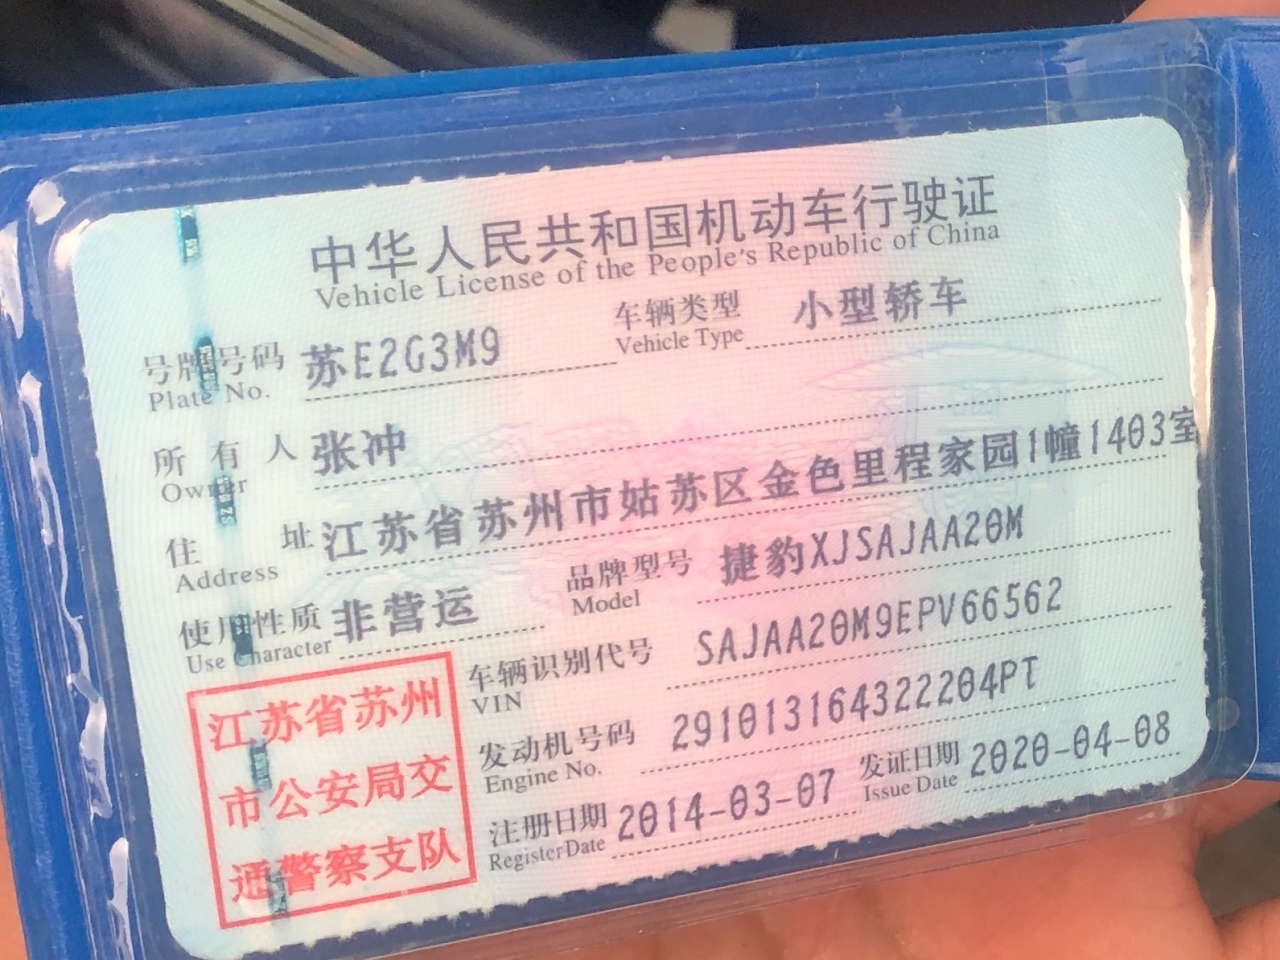 中华人民共和国机动车行驶证
Vehicle License of the People's Republic of China
号牌号码 苏E2G3M9 车辆类型 小型轿车
Plate No. Vehicle Type
所有人 张冲
Owner
住址 江苏省苏州市姑苏区金色里程家园1幢1403室
Address
使用性质 非营运 品牌型号 捷豹XJSAJAA20M
Use Character Model
车辆识别代号 SAJAA20M9EPV66562
VIN
发动机号码 291013164322204PT
Engine No.
注册日期 2014-03-07 发证日期 2020-04-08
Register Date Issue Date
江苏省苏州
市公安局交
通警察支队